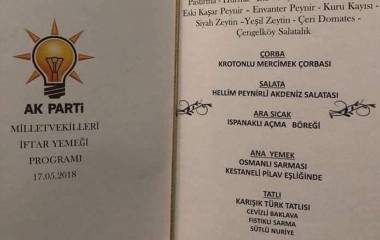 AK PARTİ
MİLLETVEKİLLERİ
İFTAR YEMEĞİ
PROGRAMI
17.05.2018
Eski Kaşar Peynir – Envanter Peynir - Kuru Kayısı -
Siyah Zeytin –Yeşil Zeytin - Çeri Domates -
Çengelköy Salatalık
ÇORBA
KROTONLU MERCİMEK ÇORBASI
SALATA
HELLİM PEYNİRLİ AKDENİZ SALATASI
ARA SICAK
ISPANAKLI AÇMA BÖREĞİ
ANA YEMEK
OSMANLI SARMASI
KESTANELİ PİLAV EŞLİĞİNDE
TATLI
KARIŞIK TÜRK TATLISI
CEVİZLİ BAKLAVA
FISTIKLI SARMA
SÜTLÜ NURİYE